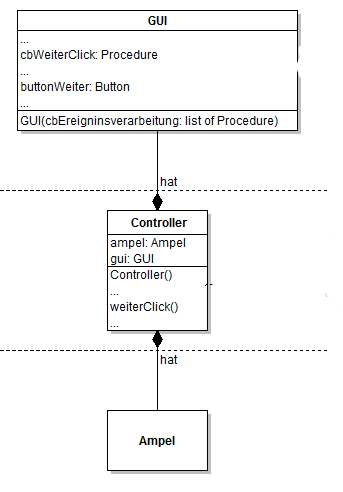 GUI
...
cbWeiterClick: Procedure
...
buttonWeiter: Button
...
GUI(cbEreigninsverarbeitung: list of Procedure)
hat
Controller
ampel: Ampel
gui: GUI
Controller()
...
weiterClick()
...
hat
Ampel